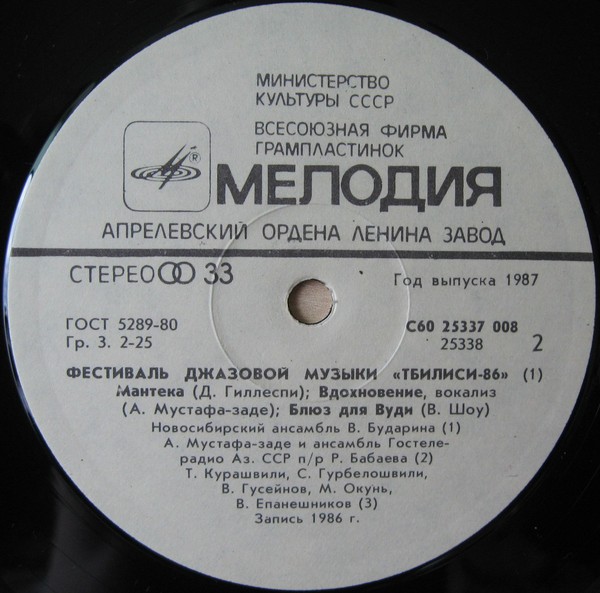 МИНИСТЕРСТВО
КУЛЬТУРЫ СССР
ВСЕСОЮЗНАЯ ФИРМА
ГРАМПЛАСТИНОК
®
МЕЛОДИЯ
АПРЕЛЕВСКИЙ ОРДЕНА ЛЕНИНА ЗАВОД
СТЕРЕО 33
Год выпуска 1987
ГОСТ 5289-80
Гр. 3. 2-25
С60 25337 008
25338 2
ФЕСТИВАЛЬ ДЖАЗОВОЙ МУЗЫКИ «ТБИЛИСИ-86» (1)
Мантека (Д. Гиллеспи); Вдохновение, вокализ
(А. Мустафа-заде); Блюз для Вуди (В. Шоу)
Новосибирский ансамбль В. Бударина (1)
А. Мустафа-заде и ансамбль Гостеле-
радио Аз. ССР п/р Р. Бабаева (2)
Т. Курашвили, С. Гурбелошвили,
В. Гусейнов, М. Окунь,
В. Епанешников (3)
Запись 1986 г.